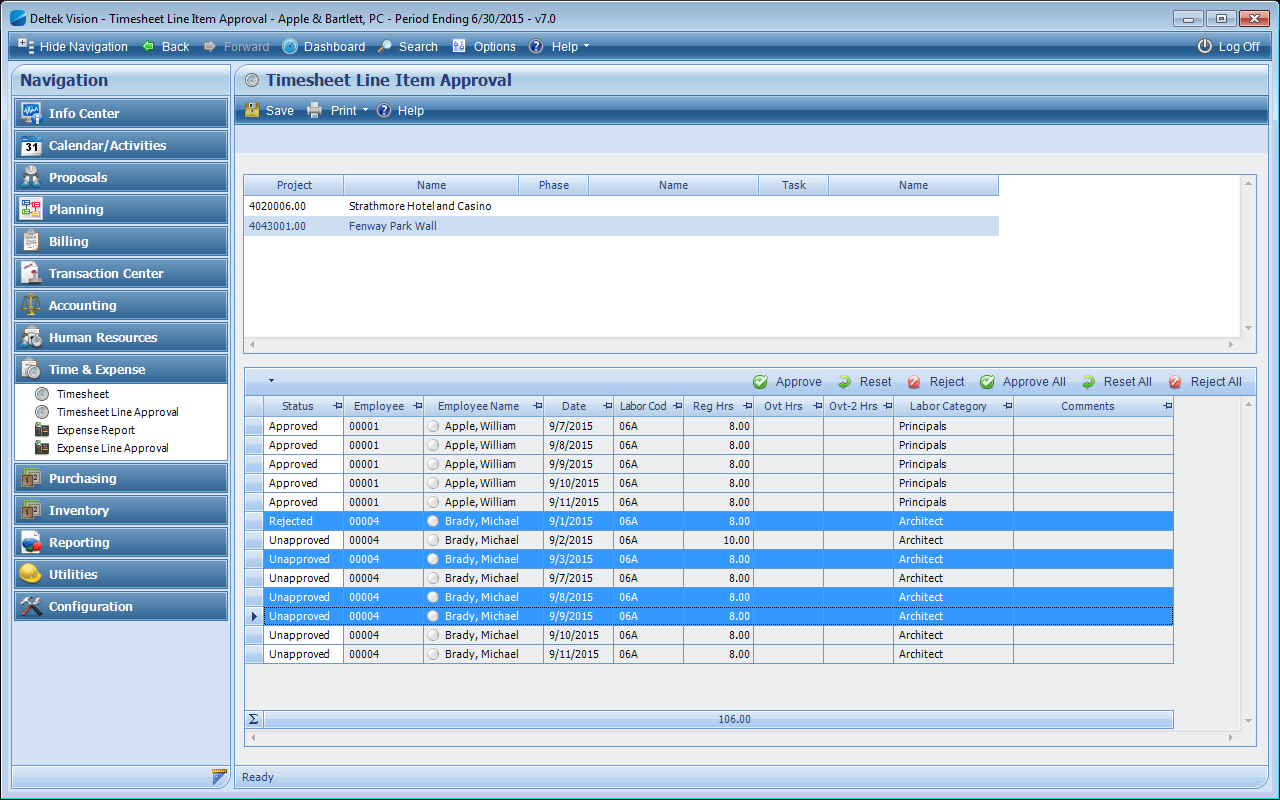 Deltek Vision - Timesheet Line Item Approval - Apple & Bartlett, PC - Period Ending 6/30/2015 - v7.0
Hide Navigation Back Forward Dashboard Search Options Help Log Off
Navigation
Info Center
31 Calendar/Activities
Proposals
Planning
Billing
Transaction Center
Accounting
Human Resources
Time & Expense
Timesheet
Timesheet Line Approval
Expense Report
Expense Line Approval
Purchasing
Inventory
Reporting
Utilities
Configuration
Timesheet Line Item Approval
Save Print Help
Project Name Phase Name Task Name
4020006.00 Strathmore Hotel and Casino
4043001.00 Fenway Park Wall
Approve Reset Reject Approve All Reset All Reject All
Status Employee Employee Name Date Labor Cod Reg Hrs Ovt Hrs Ovt-2 Hrs Labor Category Comments
Approved 00001 Apple, William 9/7/2015 06A 8.00 Principals
Approved 00001 Apple, William 9/8/2015 06A 8.00 Principals
Approved 00001 Apple, William 9/9/2015 06A 8.00 Principals
Approved 00001 Apple, William 9/10/2015 06A 8.00 Principals
Approved 00001 Apple, William 9/11/2015 06A 8.00 Principals
Rejected 00004 Brady, Michael 9/1/2015 06A 8.00 Architect
Unapproved 00004 Brady, Michael 9/2/2015 06A 10.00 Architect
Unapproved 00004 Brady, Michael 9/3/2015 06A 8.00 Architect
Unapproved 00004 Brady, Michael 9/7/2015 06A 8.00 Architect
Unapproved 00004 Brady, Michael 9/8/2015 06A 8.00 Architect
Unapproved 00004 Brady, Michael 9/9/2015 06A 8.00 Architect
Unapproved 00004 Brady, Michael 9/10/2015 06A 8.00 Architect
Unapproved 00004 Brady, Michael 9/11/2015 06A 8.00 Architect
Σ 106.00
Ready